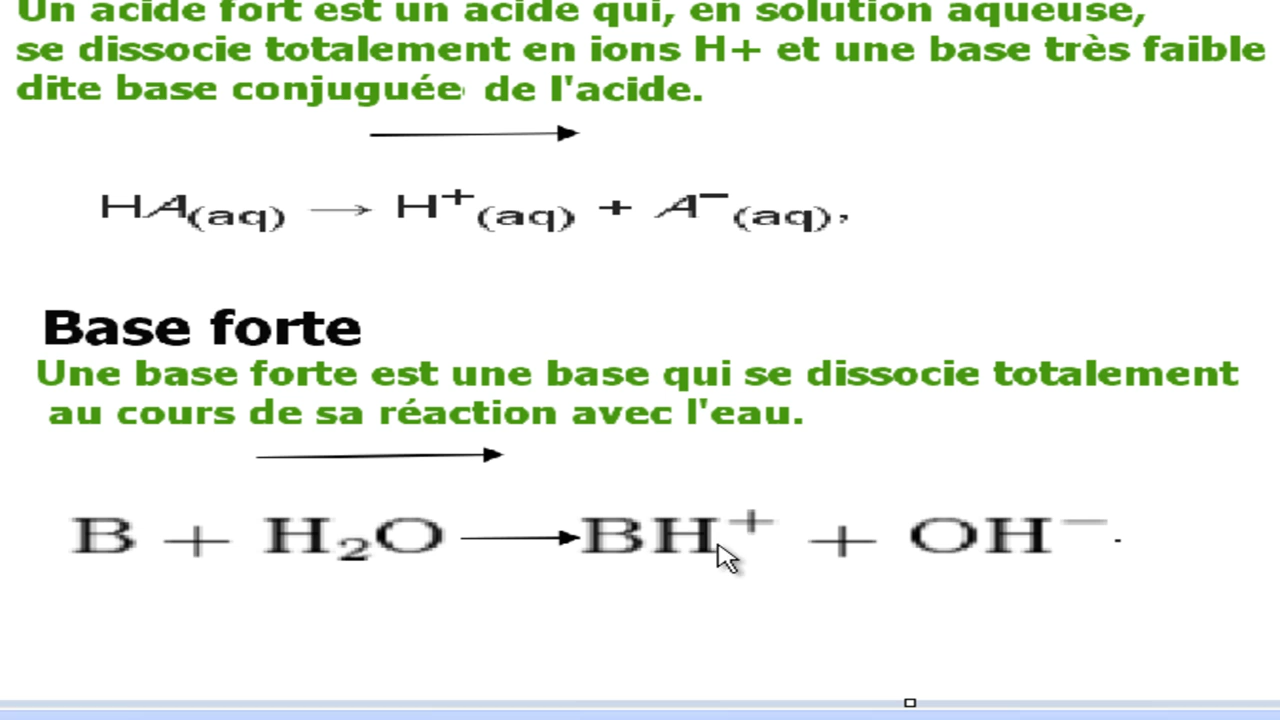 Un acide fort est un acide qui, en solution aqueuse,
se dissocie totalement en ions H+ et une base très faible
dite base conjuguée de l'acide.
HA(aq) → H⁺(aq) + A⁻(aq),
Base forte
Une base forte est une base qui se dissocie totalement
au cours de sa réaction avec l'eau.
B + H₂O → BH⁺ + OH⁻.